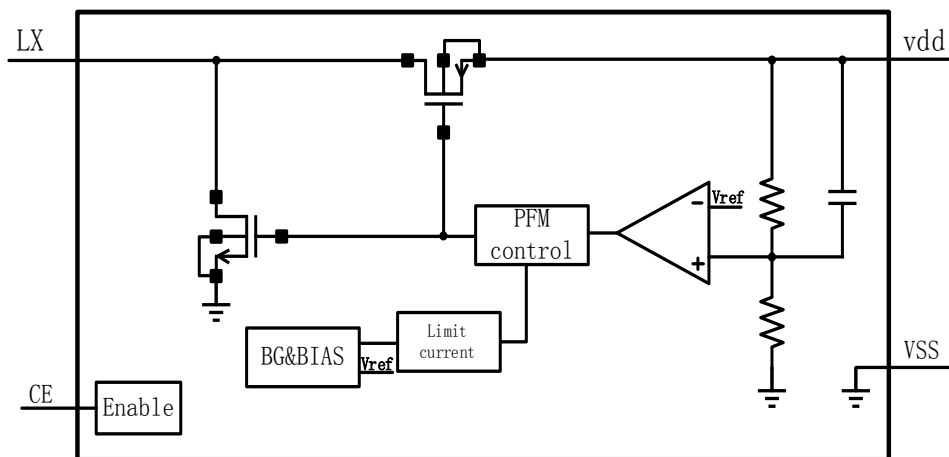 LX
vdd
Vref
-
PFM
control
+
Limit
current
BG&BIAS
Vref
VSS
CE
Enable